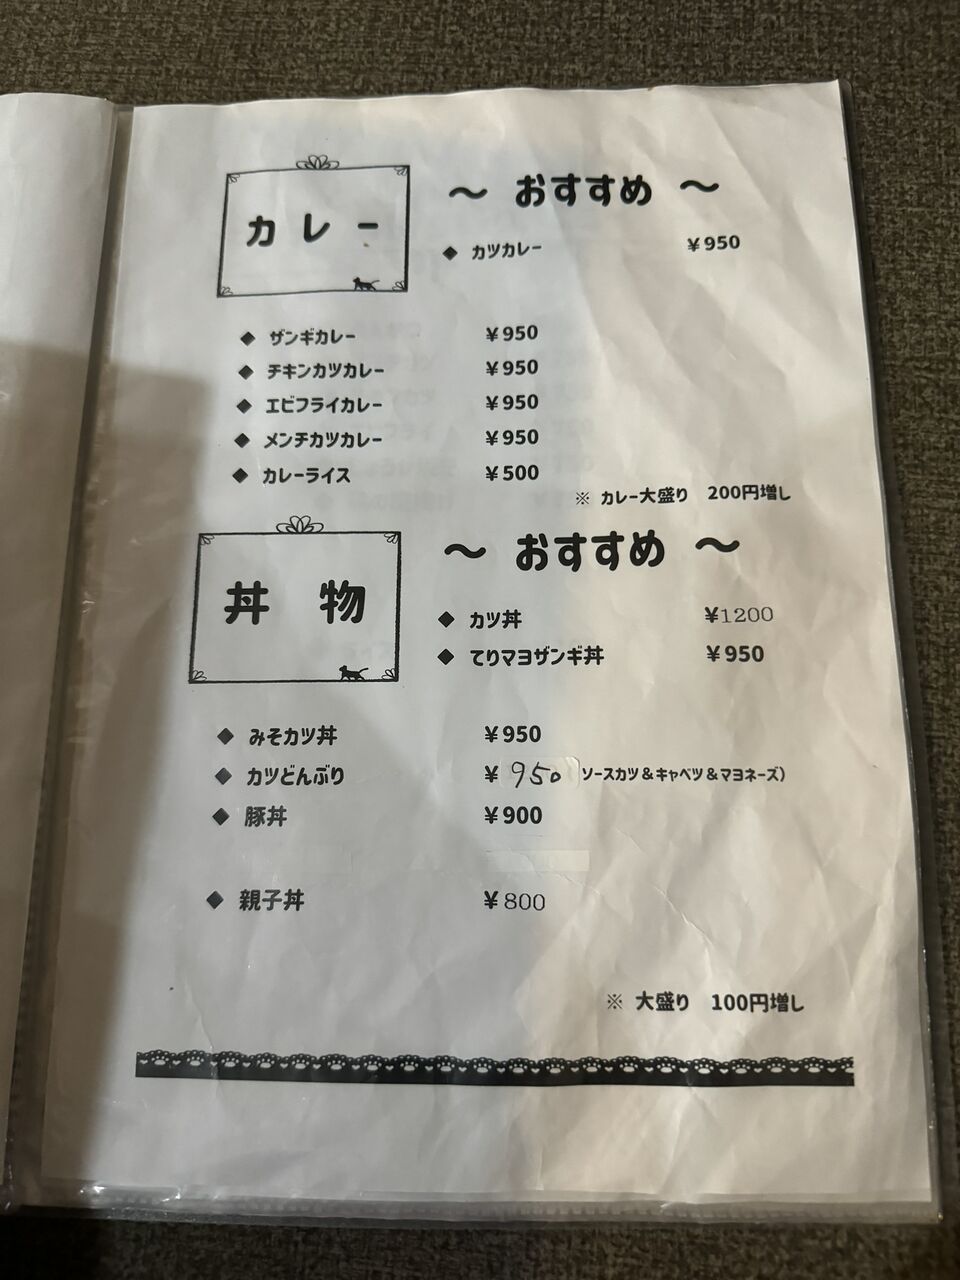 カレー
～ おすすめ ～
◆ カツカレー ￥950
◆ ザンギカレー ￥950
◆ チキンカツカレー ￥950
◆ エビフライカレー ￥950
◆ メンチカツカレー ￥950
◆ カレーライス ￥500
※ カレー大盛り 200円増し
丼 物
～ おすすめ ～
◆ カツ丼 ￥1200
◆ てりマヨザンギ丼 ￥950
◆ みそカツ丼 ￥950
◆ カツどんぶり ￥950 ソースカツ＆キャベツ＆マヨネーズ）
◆ 豚丼 ￥900
◆ 親子丼 ￥800
※ 大盛り 100円増し